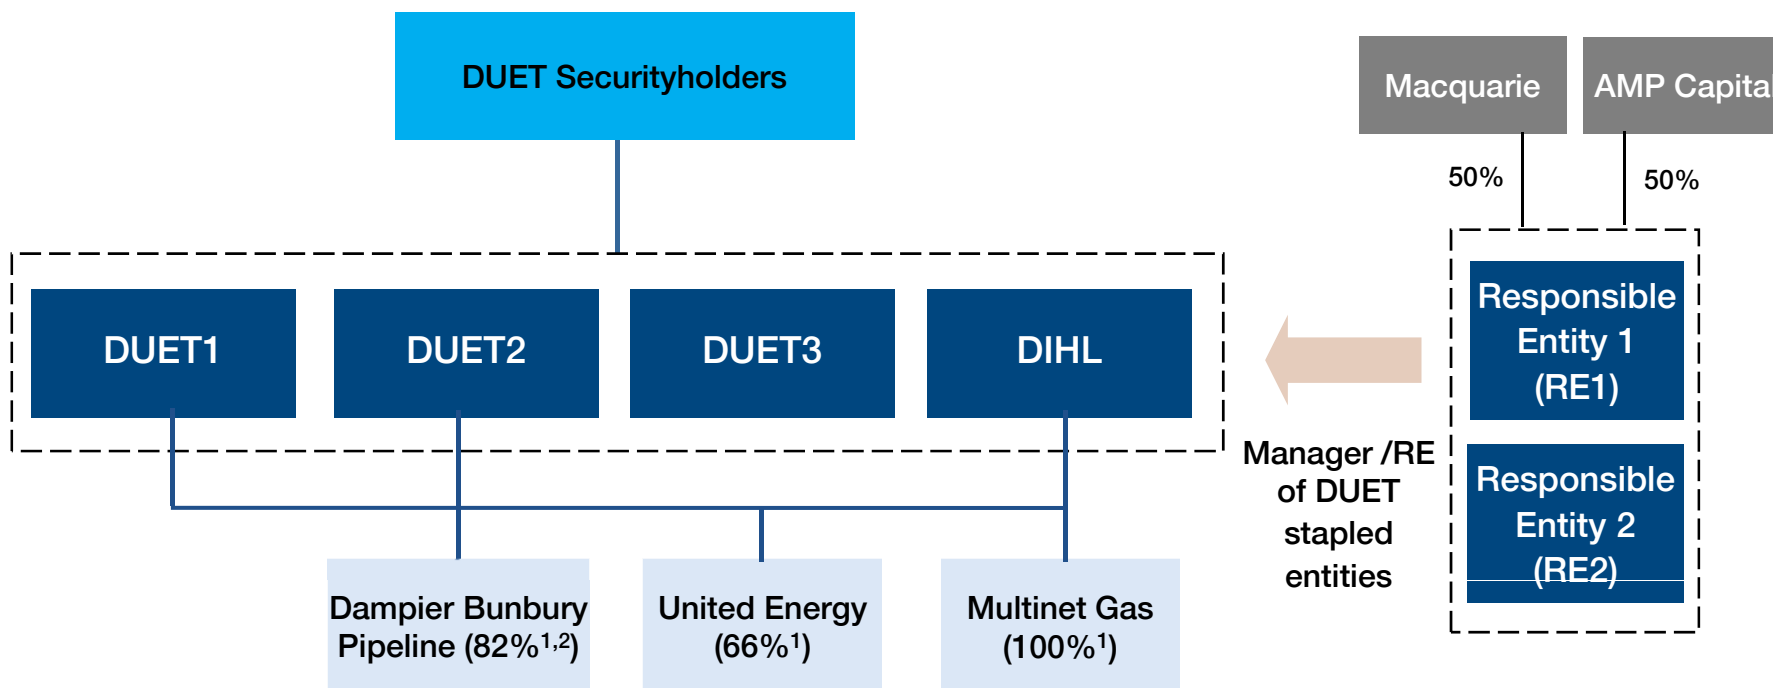 DUET Securityholders
Macquarie
AMP Capital
50%
50%
DUET1
DUET2
DUET3
DIHL
Responsible
Entity 1
(RE1)
Manager /RE
of DUET
stapled
entities
Responsible
Entity 2
(RE2)
Dampier Bunbury
Pipeline (82%¹,²)
United Energy
(66%¹)
Multinet Gas
(100%¹)